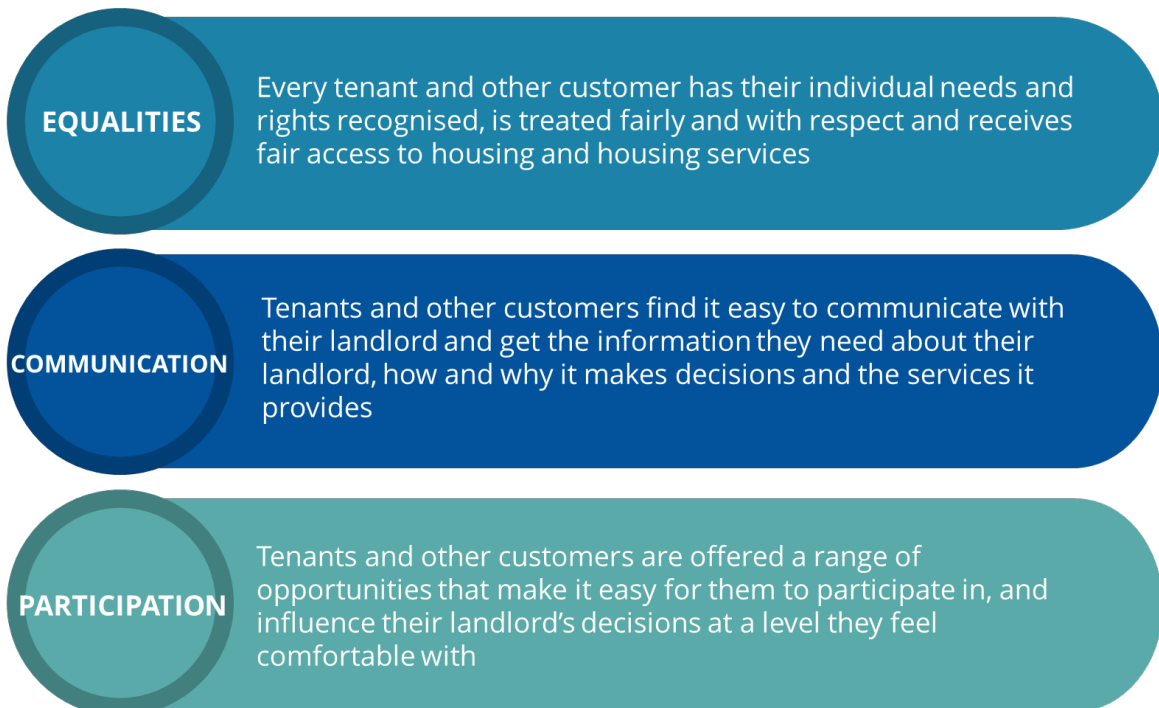 EQUALITIES
Every tenant and other customer has their individual needs and
rights recognised, is treated fairly and with respect and receives
fair access to housing and housing services
COMMUNICATION
Tenants and other customers find it easy to communicate with
their landlord and get the information they need about their
landlord, how and why it makes decisions and the services it
provides
PARTICIPATION
Tenants and other customers are offered a range of
opportunities that make it easy for them to participate in, and
influence their landlord’s decisions at a level they feel
comfortable with